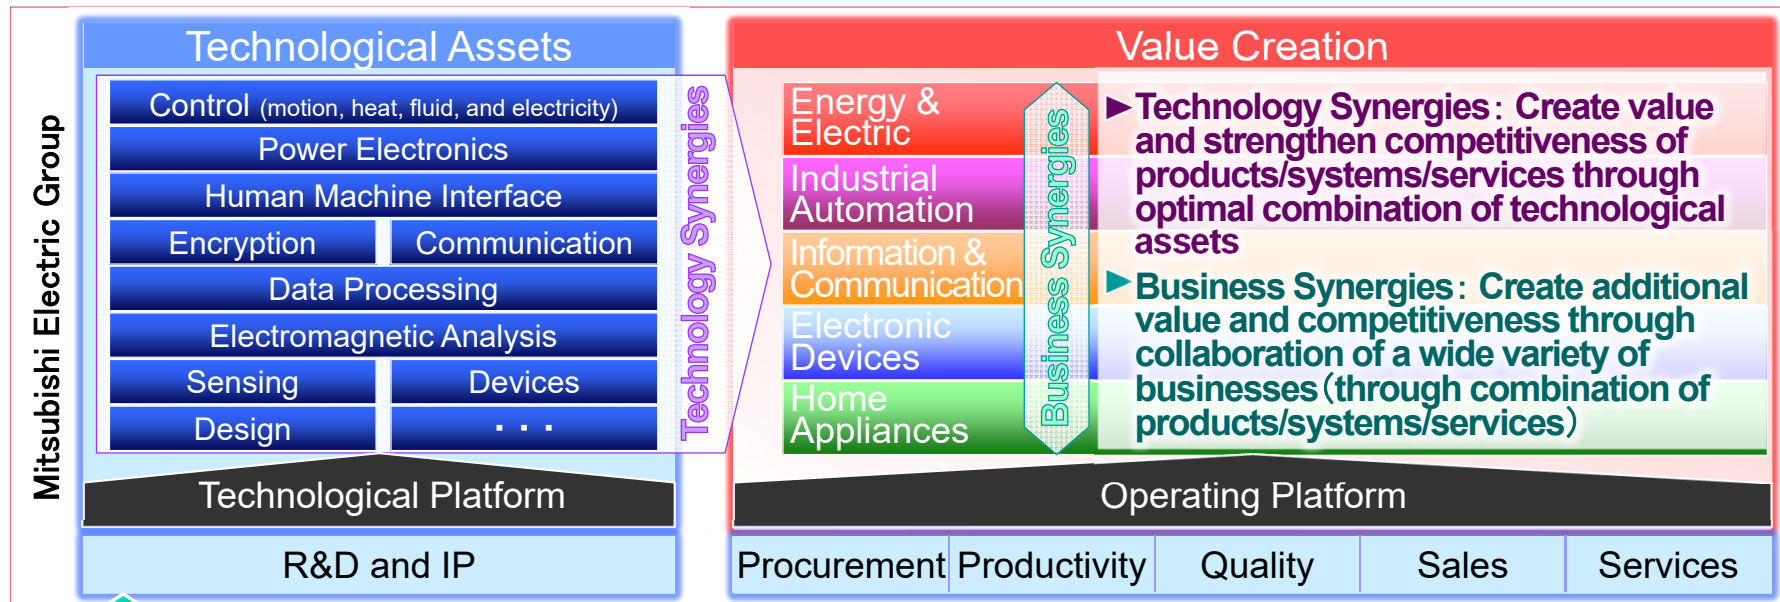 Mitsubishi Electric Group
Technological Assets
Control (motion, heat, fluid, and electricity)
Power Electronics
Human Machine Interface
Encryption
Communication
Data Processing
Electromagnetic Analysis
Sensing
Devices
Design
・・・
Technology Synergies
Technological Platform
R&D and IP
Value Creation
Energy &
Electric
Industrial
Automation
Information &
Communication
Electronic
Devices
Home
Appliances
Business Synergies
►Technology Synergies: Create value
and strengthen competitiveness of
products/systems/services through
optimal combination of technological
assets
►Business Synergies: Create additional
value and competitiveness through
collaboration of a wide variety of
businesses(through combination of
products/systems/services)
Operating Platform
Procurement
Productivity
Quality
Sales
Services